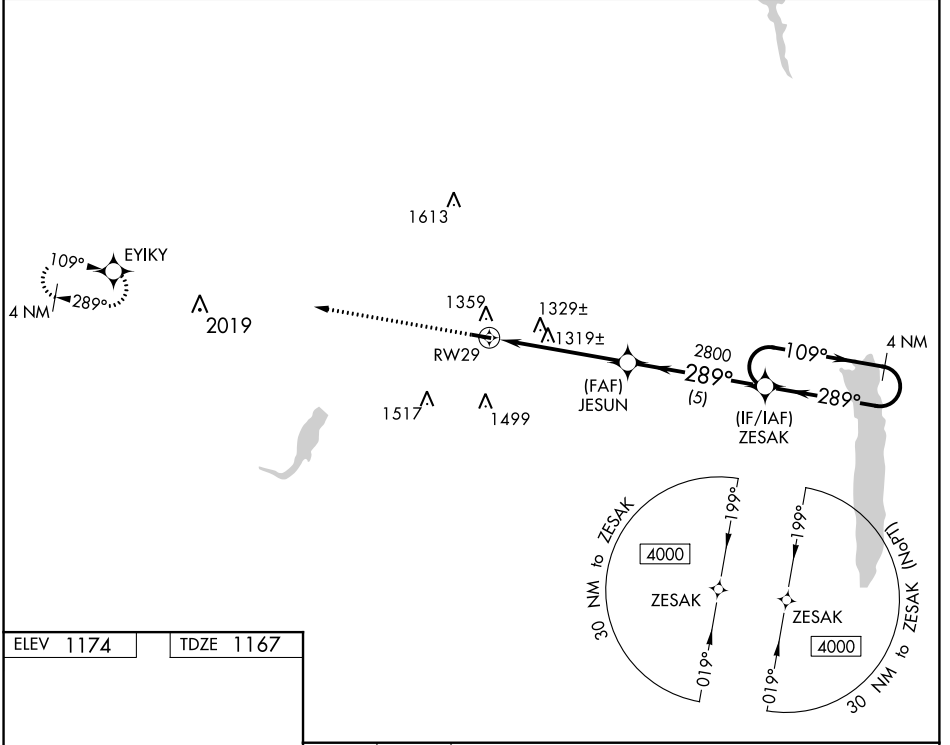 1613
EYIKY
109°
289°
4 NM
2019
1359
1329±
1319±
RW29
2800
289°
(5)
109°
4 NM
289°
(FAF)
JESUN
(IF/IAF)
ZESAK
1517
1499
30 NM to ZESAK
199°
4000
ZESAK
019°
199°
ZESAK
4000
019°
30 NM to ZESAK (NoPT)
ELEV 1174
TDZE 1167